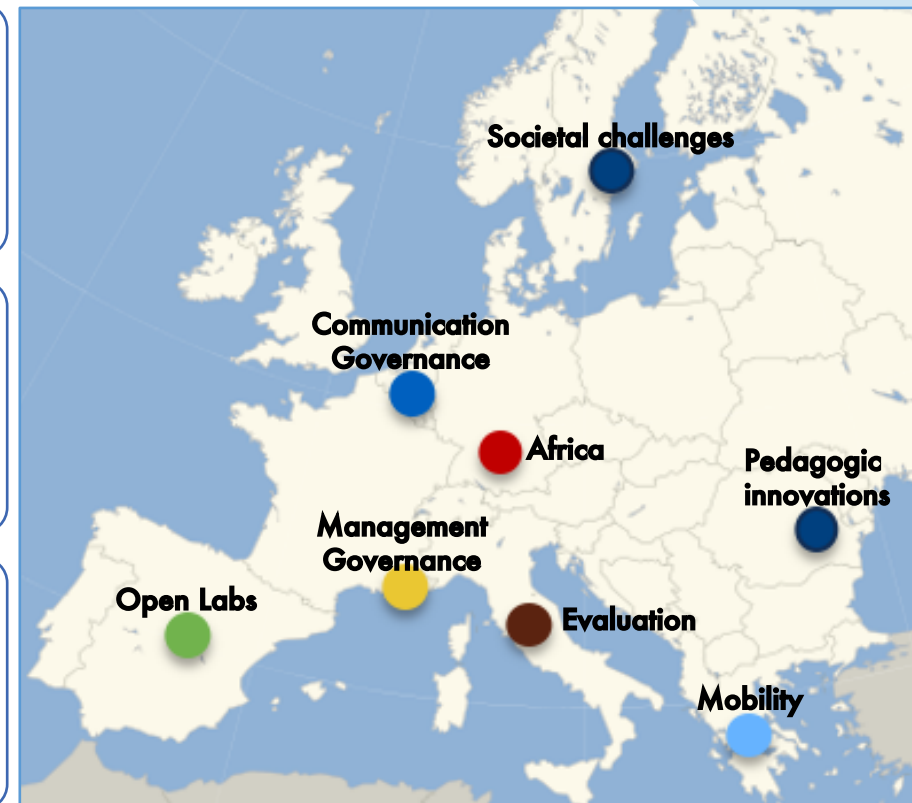 Societal challenges
Communication
Governance
Africa
Pedagogic
innovations
Management
Governance
Open Labs
Evaluation
Mobility